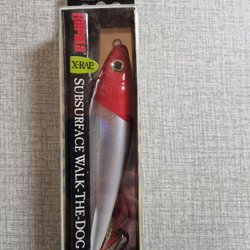 Rapala
X-RAP
SUBSURFACE WALK-THE-DOG